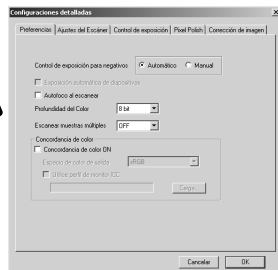 Configuraciones detalladas
Preferencias Ajustes del Escáner Control de exposición Pixel Polish Corrección de imagen
Control de exposición para negativos Automático Manual
Exposición automática de diapositivas
Autofoco al escanear
Profundidad del Color 8 bit
Escanear muestras múltiples OFF
Concordancia de color
Concordancia de color ON
Espacio de color de salida sRGB
Utilice perfil de monitor ICC
Carga...
Cancelar OK